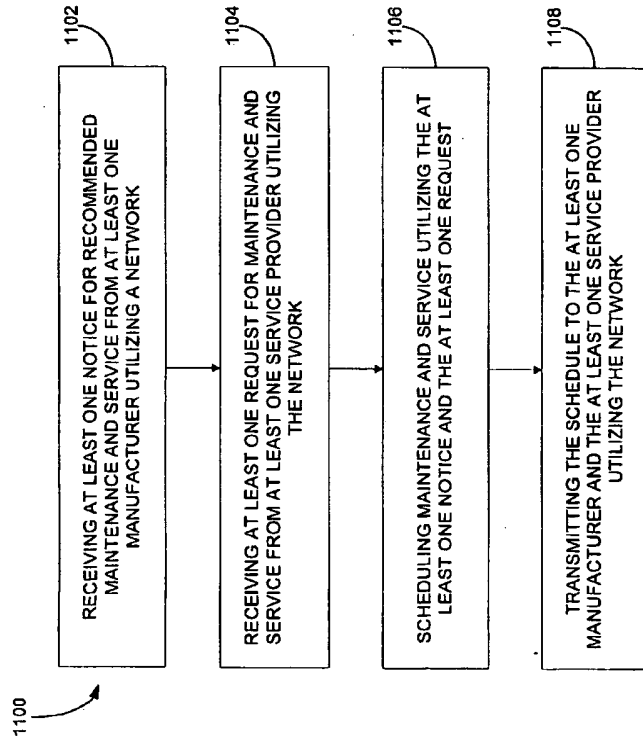 1100
1102
RECEIVING AT LEAST ONE NOTICE FOR RECOMMENDED
MAINTENANCE AND SERVICE FROM AT LEAST ONE
MANUFACTURER UTILIZING A NETWORK
1104
RECEIVING AT LEAST ONE REQUEST FOR MAINTENANCE AND
SERVICE FROM AT LEAST ONE SERVICE PROVIDER UTILIZING
THE NETWORK
1106
SCHEDULING MAINTENANCE AND SERVICE UTILIZING THE AT
LEAST ONE NOTICE AND THE AT LEAST ONE REQUEST
1108
TRANSMITTING THE SCHEDULE TO THE AT LEAST ONE
MANUFACTURER AND THE AT LEAST ONE SERVICE PROVIDER
UTILIZING THE NETWORK